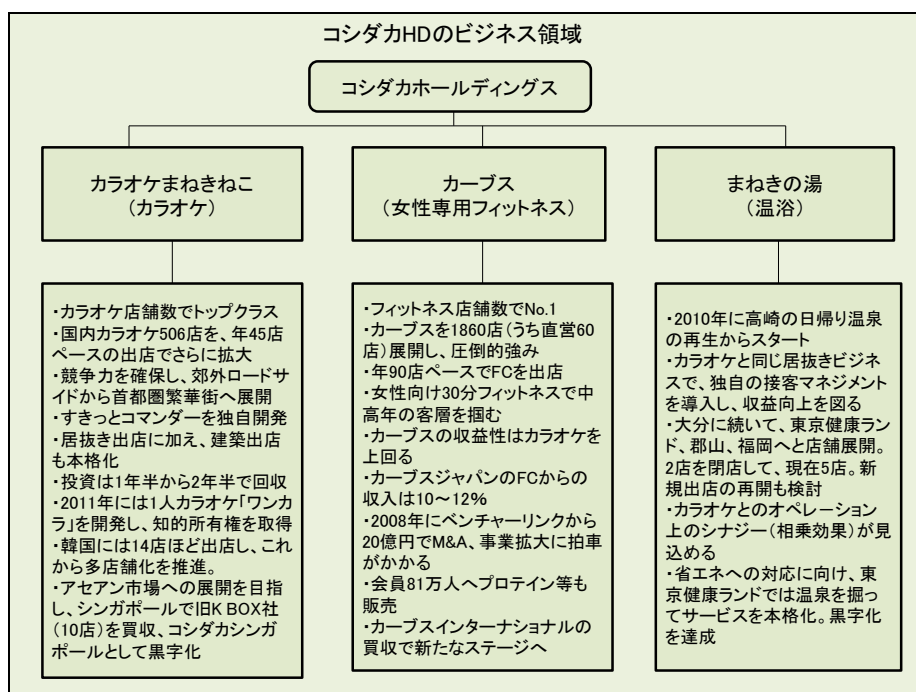 コシダカHDのビジネス領域
コシダカホールディングス
カラオケまねきねこ
（カラオケ）
・カラオケ店舗数でトップクラス
・国内カラオケ506店を、年45店
ペースの出店でさらに拡大
・競争力を確保し、郊外ロードサ
イドから首都圏繁華街へ展開
・すきっとコマンダーを独自開発
・居抜き出店に加え、建築出店
も本格化
・投資は1年半から2年半で回収
・2011年には1人カラオケ「ワンカ
ラ」を開発し、知的所有権を取得
・韓国には14店ほど出店し、これ
から多店舗化を推進。
・アセアン市場への展開を目指
し、シンガポールで旧K BOX社
（10店）を買収、コシダカシンガ
ポールとして黒字化
カーブス
（女性専用フィットネス）
・フィットネス店舗数でNo.1
・カーブスを1860店（うち直営60
店）展開し、圧倒的強み
・年90店ペースでFCを出店
・女性向け30分フィットネスで中
高年の客層を掴む
・カーブスの収益性はカラオケを
上回る
・カーブスジャパンのFCからの
収入は10～12%
・2008年にベンチャーリンクから
20億円でM&A、事業拡大に拍車
がかかる
・会員81万人へプロテイン等も
販売
・カーブスインターナショナルの
買収で新たなステージへ
まねきの湯
（温浴）
・2010年に高崎の日帰り温泉
の再生からスタート
・カラオケと同じ居抜きビジネ
スで、独自の接客マネジメント
を導入し、収益向上を図る
・大分に続いて、東京健康ラン
ド、郡山、福岡へと店舗展開。
2店を閉店して、現在5店。新
規出店の再開も検討
・カラオケとのオペレーション
上のシナジー（相乗効果）が見
込める
・省エネへの対応に向け、東
京健康ランドでは温泉を掘っ
てサービスを本格化。黒字化
を達成